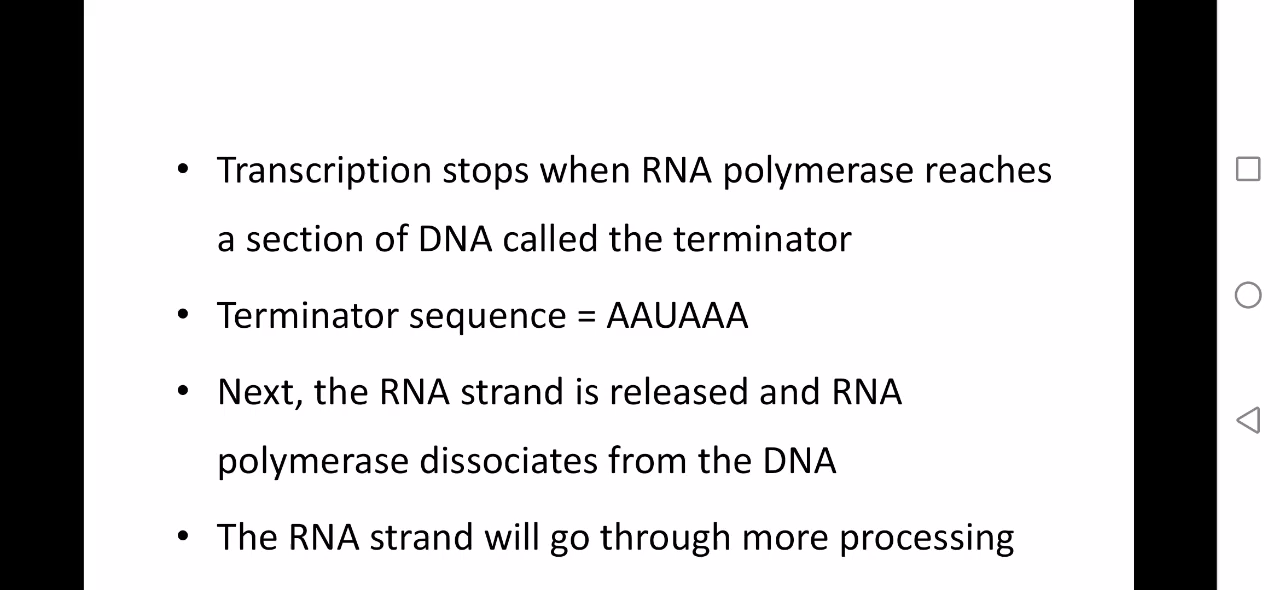 • Transcription stops when RNA polymerase reaches
a section of DNA called the terminator
• Terminator sequence = AAUAAA
• Next, the RNA strand is released and RNA
polymerase dissociates from the DNA
• The RNA strand will go through more processing